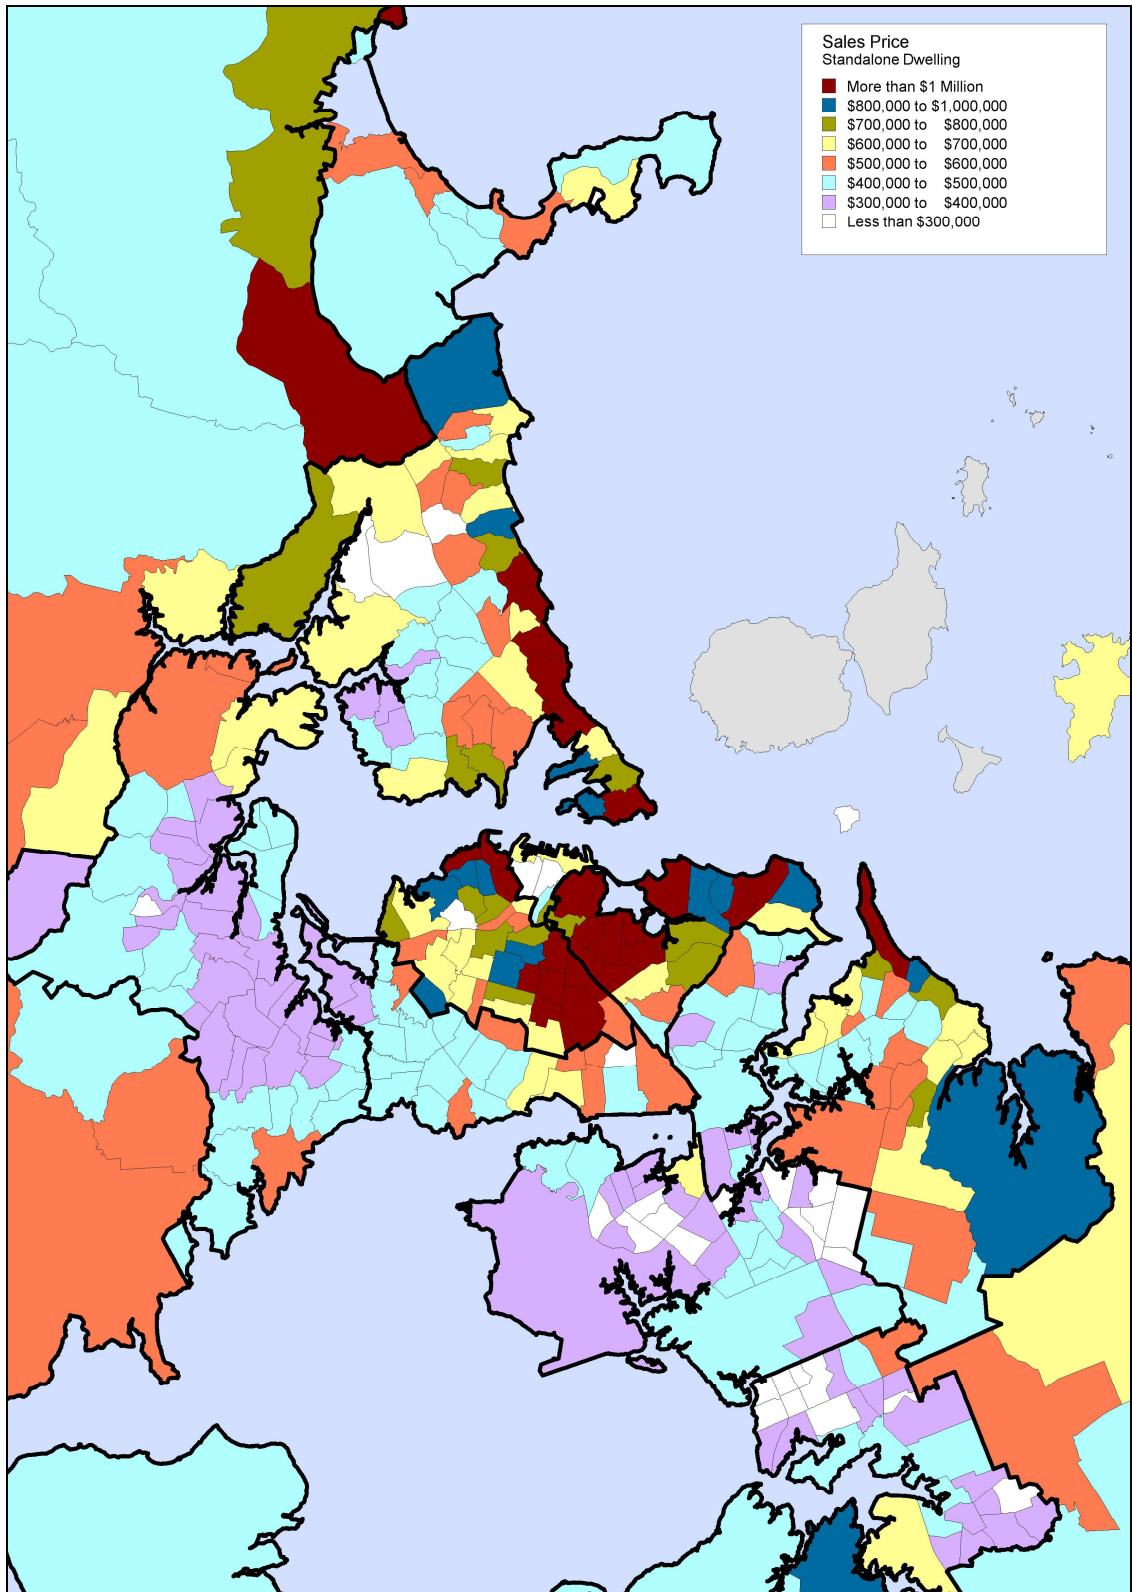 Sales Price
Standalone Dwelling
More than $1 Million
$800,000 to $1,000,000
$700,000 to $800,000
$600,000 to $700,000
$500,000 to $600,000
$400,000 to $500,000
$300,000 to $400,000
Less than $300,000